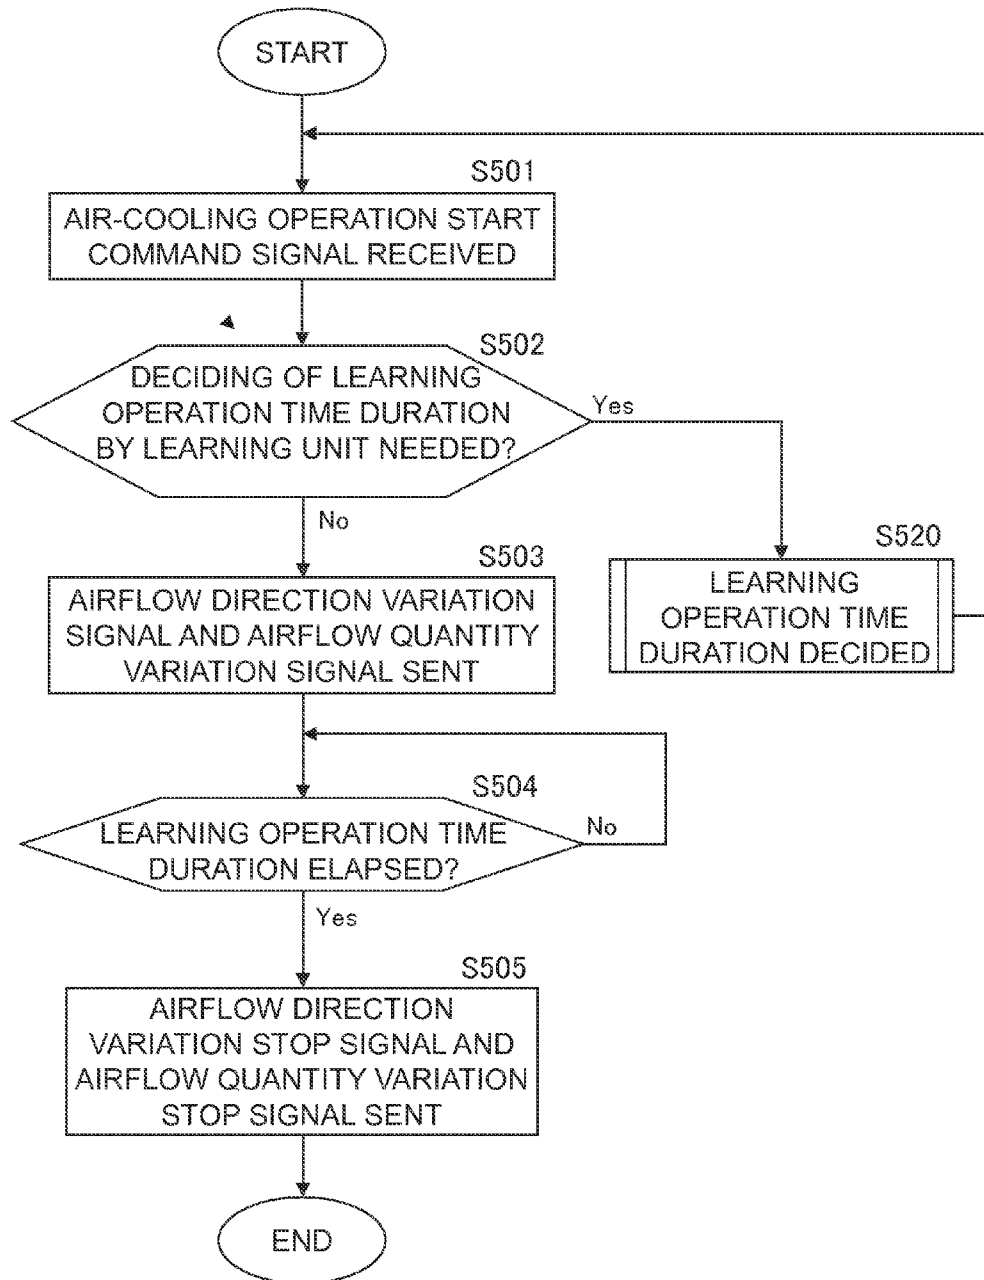 START
S501
AIR-COOLING OPERATION START
COMMAND SIGNAL RECEIVED
S502
DECIDING OF LEARNING
OPERATION TIME DURATION
BY LEARNING UNIT NEEDED?
Yes
No
S520
LEARNING
OPERATION TIME
DURATION DECIDED
S503
AIRFLOW DIRECTION VARIATION
SIGNAL AND AIRFLOW QUANTITY
VARIATION SIGNAL SENT
S504
LEARNING OPERATION TIME
DURATION ELAPSED?
No
Yes
S505
AIRFLOW DIRECTION
VARIATION STOP SIGNAL AND
AIRFLOW QUANTITY VARIATION
STOP SIGNAL SENT
END